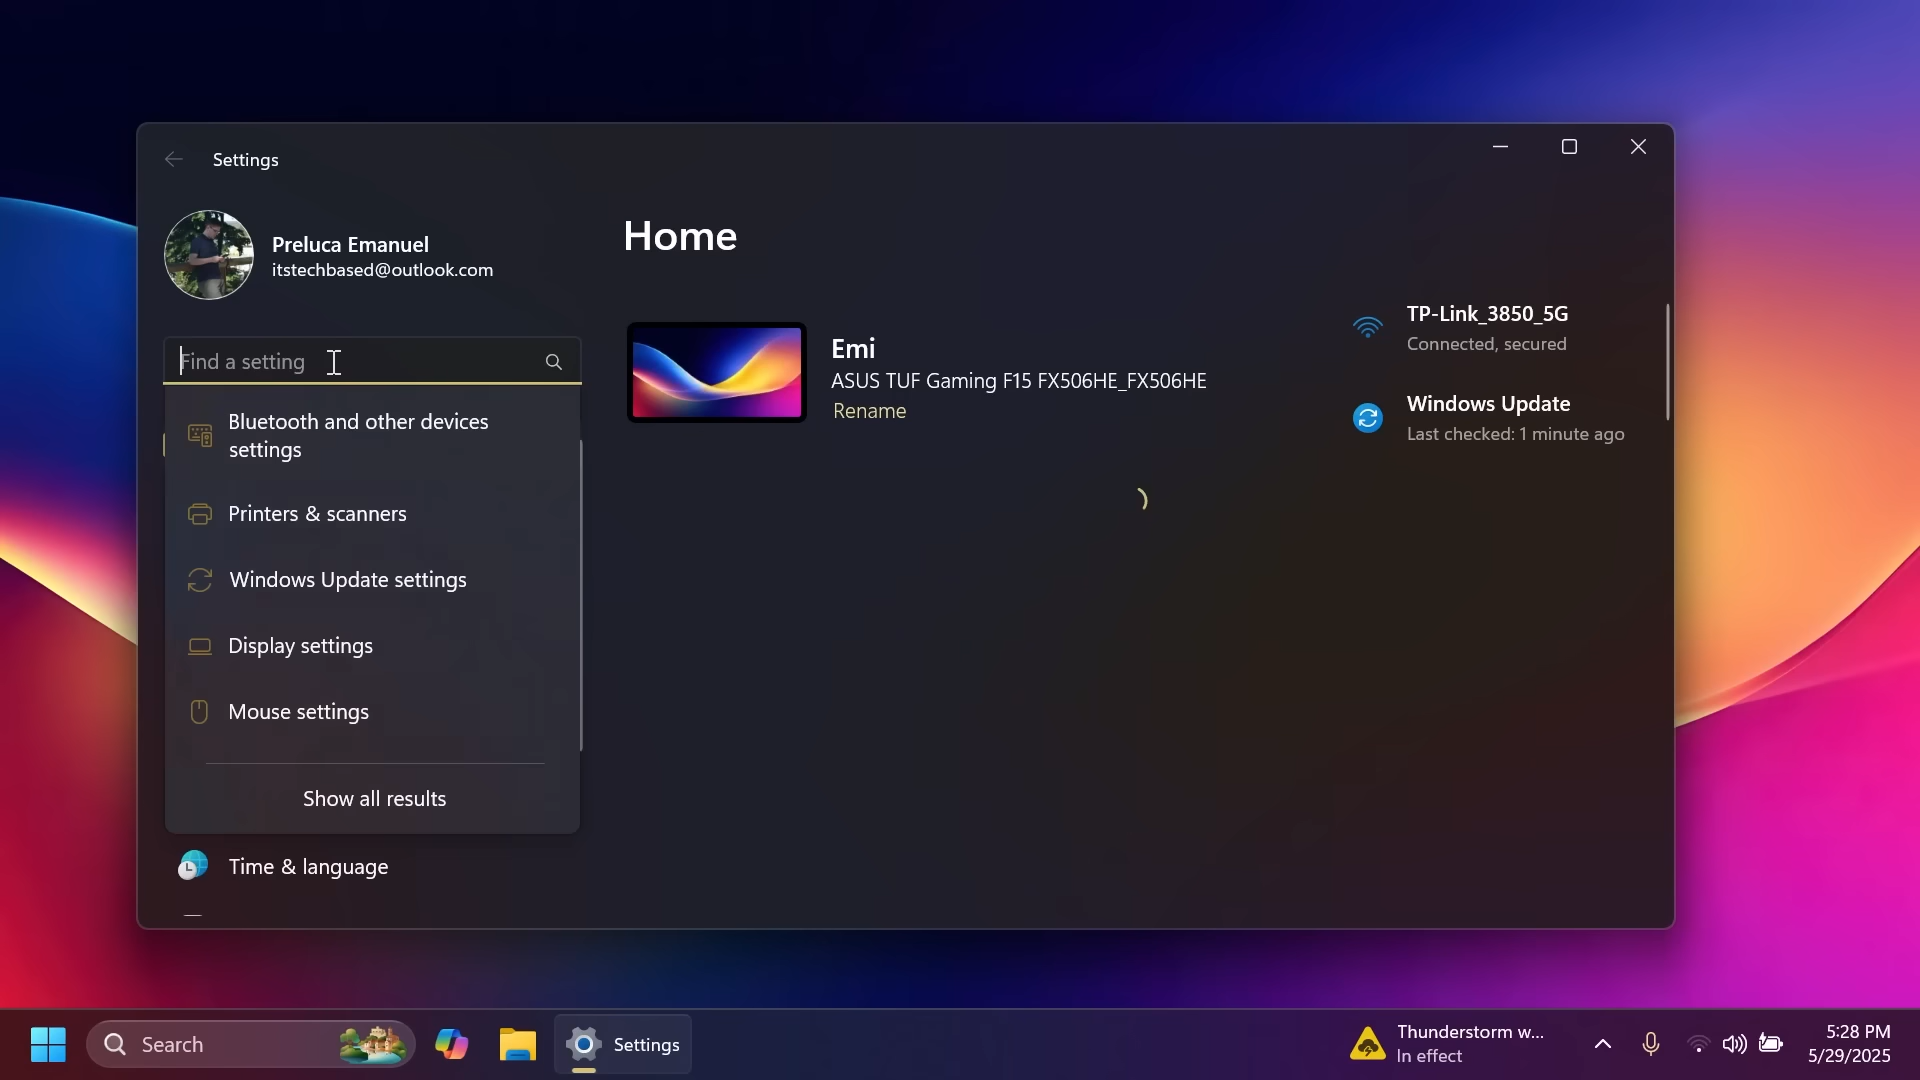 Settings
Preluca Emanuel
itstechbased@outlook.com
Find a setting
Bluetooth and other devices
settings
Printers & scanners
Windows Update settings
Display settings
Mouse settings
Show all results
Time & language
Home
Emi
ASUS TUF Gaming F15 FX506HE_FX506HE
Rename
TP-Link_3850_5G
Connected, secured
Windows Update
Last checked: 1 minute ago
Search
Settings
Thunderstorm w...
In effect
5:28 PM
5/29/2025